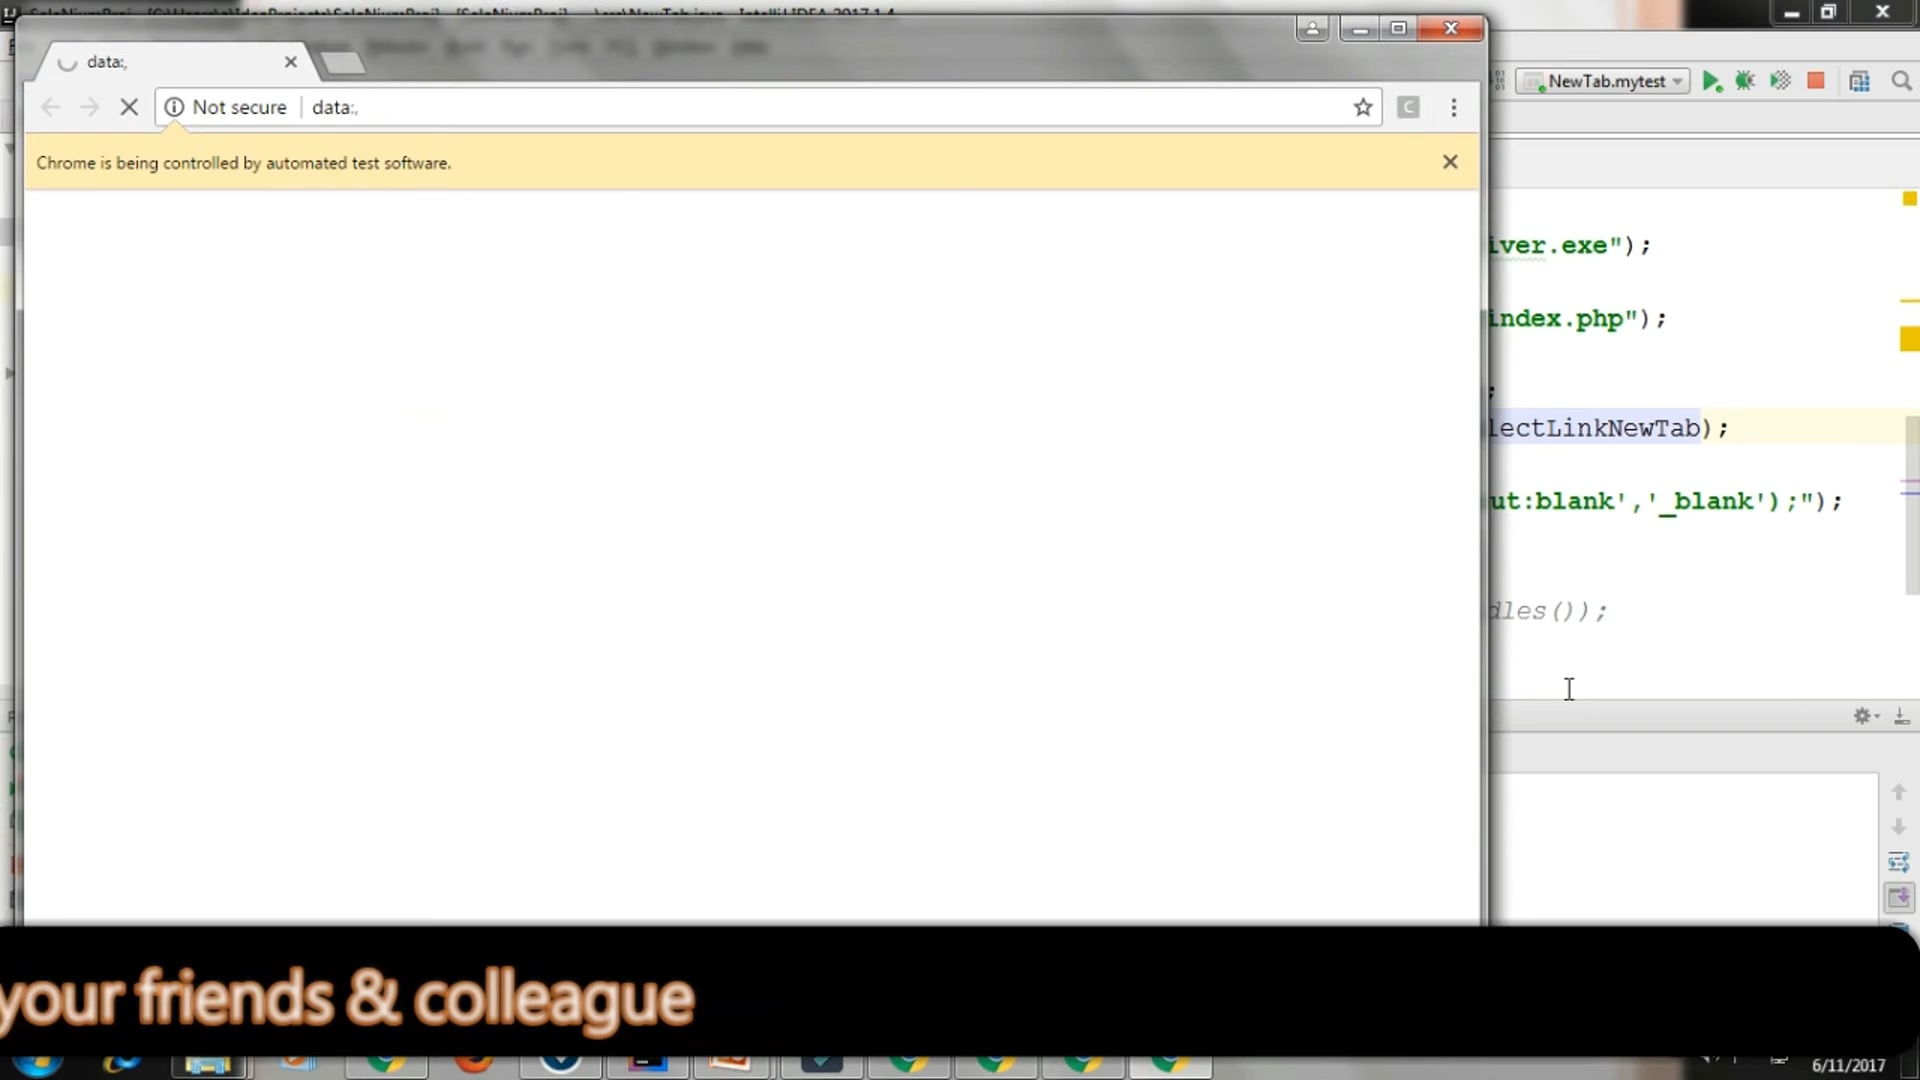 data:,
NewTab.mytest
Not secure
data:,
Chrome is being controlled by automated test software.
iver.exe");
index.php");
;
lectLinkNewTab);
ut:blank','_blank');");
dles());
your friends & colleague
6/11/2017